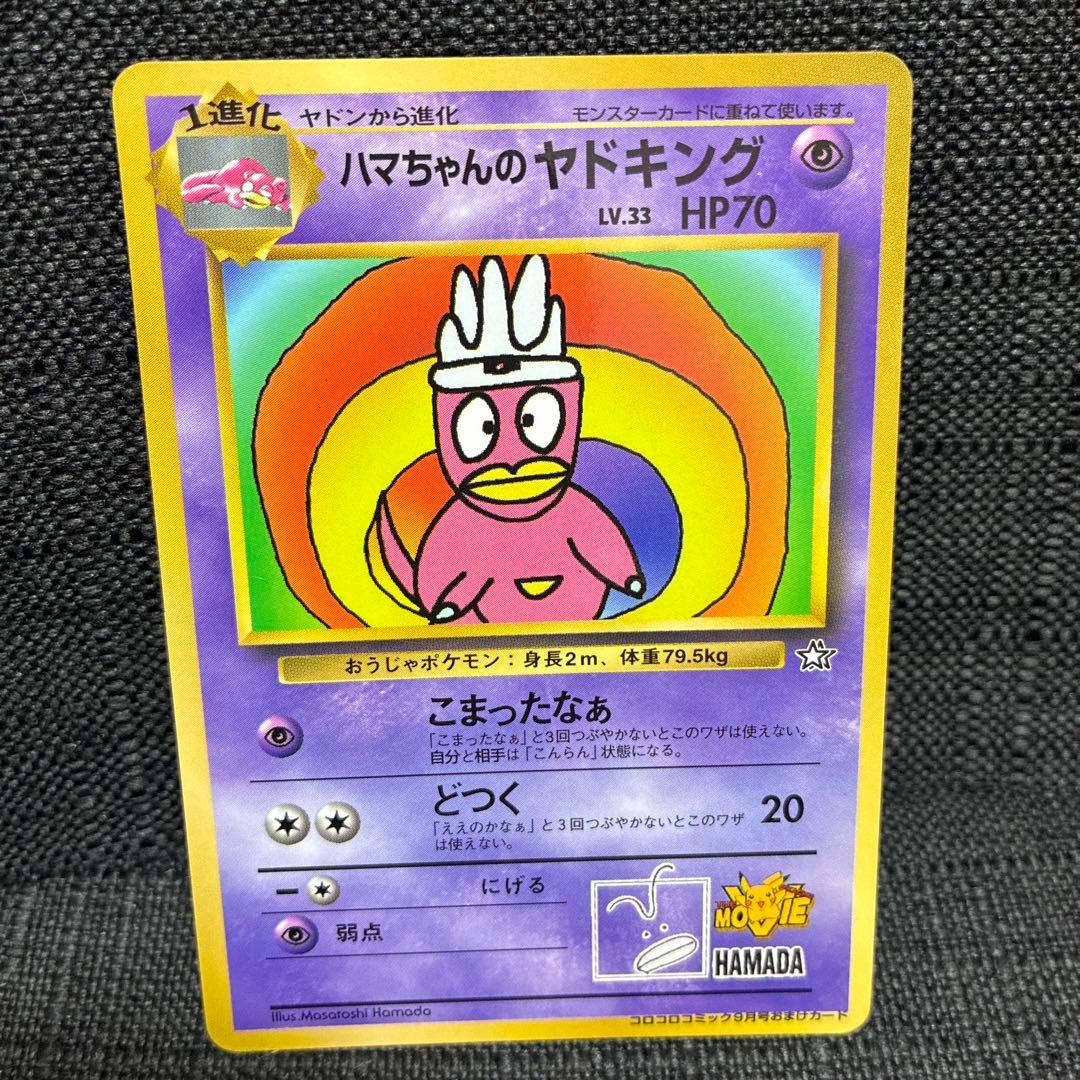 1進化
ヤドンから進化
モンスターカードに重ねて使います。
ハマちゃんのヤドキング
LV.33 HP70
おうじゃポケモン：身長2m、体重79.5kg
こまったなぁ
「こまったなぁ」と3回つぶやかないとこのワザは使えない。
自分と相手は「こんらん」状態になる。
どつく
20
「ええのかなぁ」と3回つぶやかないとこのワザ
は使えない。
ー
にげる
弱点
MOVIE
HAMADA
Illus.Masatoshi Hamada
コロコロコミック9月号おまけカード